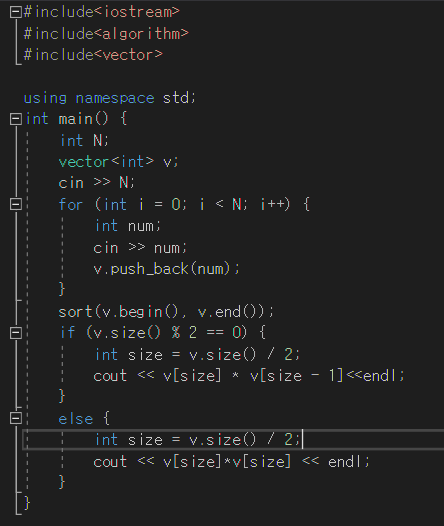 #include<iostream>
#include<algorithm>
#include<vector>
using namespace std;
int main() {
int N;
vector<int> v;
cin >> N;
for (int i = 0; i < N; i++) {
int num;
cin >> num;
v.push_back(num);
}
sort(v.begin(), v.end());
if (v.size() % 2 == 0) {
int size = v.size() / 2;
cout << v[size] * v[size - 1]<<endl;
}
else {
int size = v.size() / 2;
cout << v[size]*v[size] << endl;
}
}